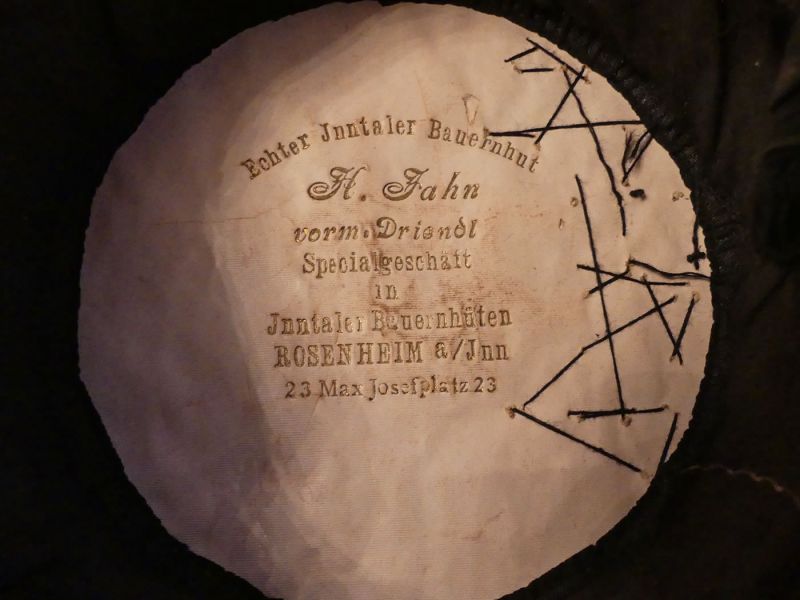 Echter Jnntaler Bauernhut
H. Jahn
vorm. Driendl
Specialgeschäft
in
Jnntaler Bauernhüten
ROSENHEIM a/Jnn
23 Max Josefplatz 23